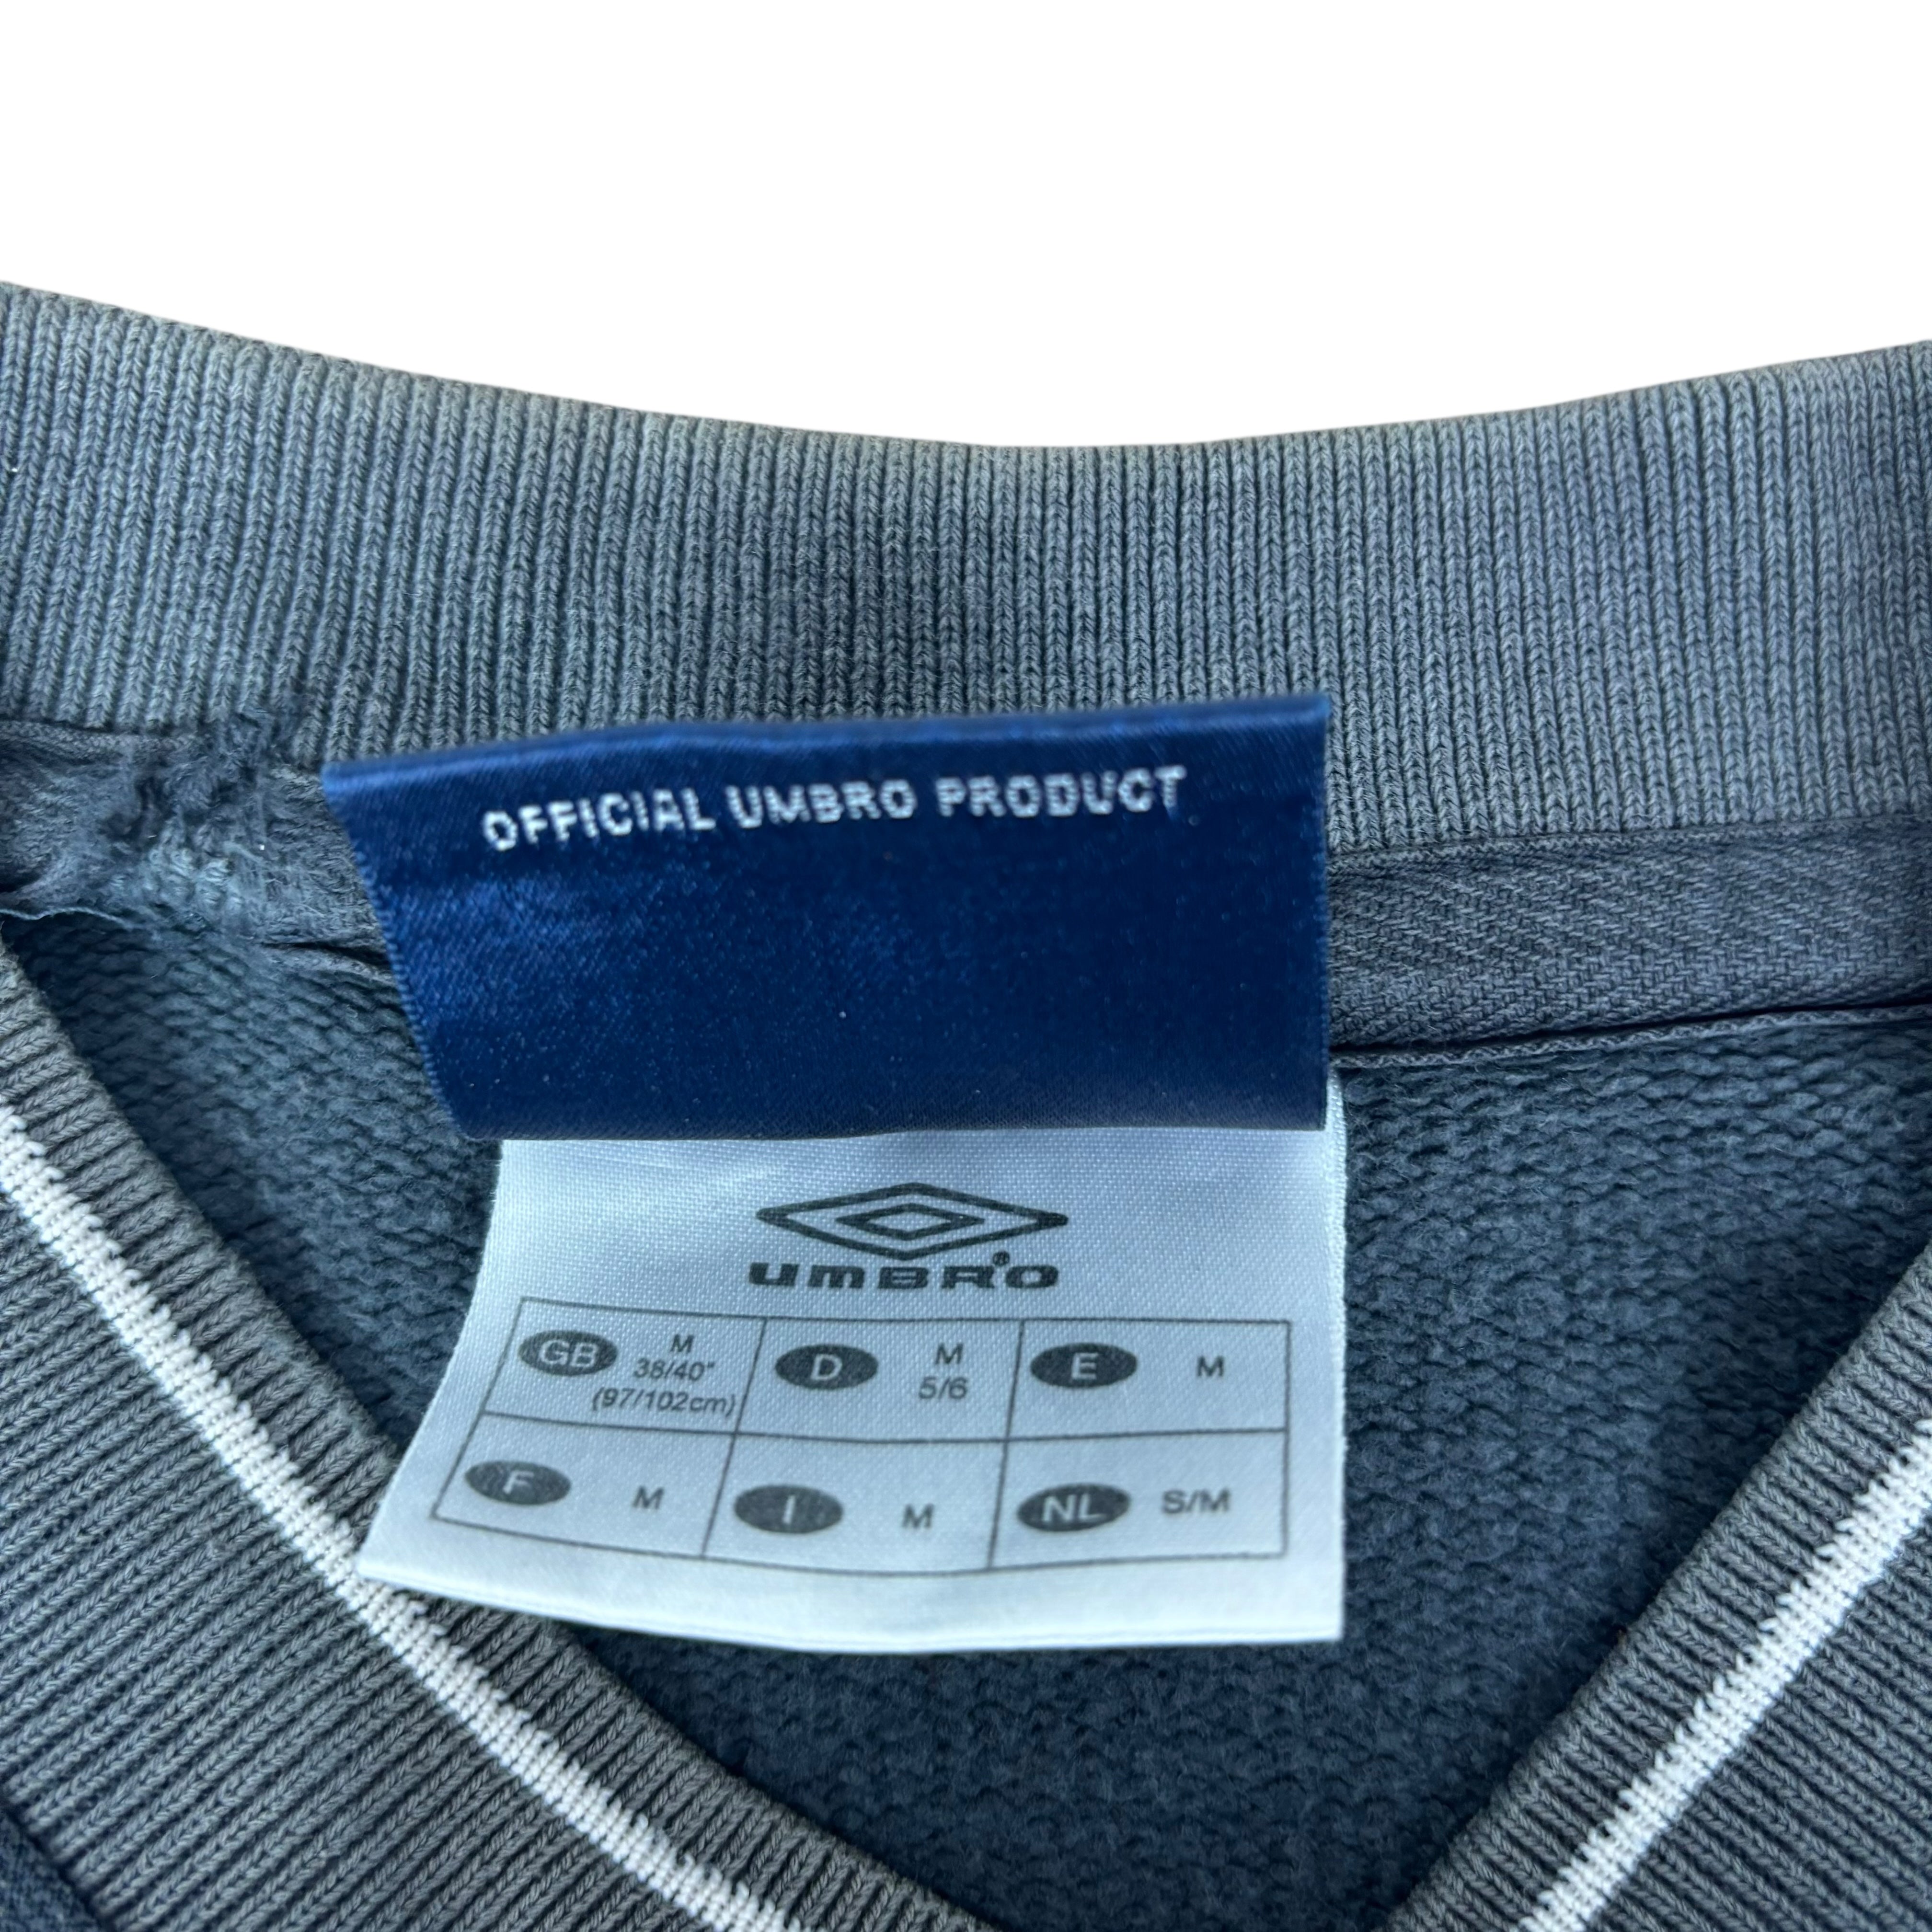 OFFICIAL UMBRO PRODUCT
umBRO®
GB M 38/40" (97/102cm)
D M 5/6
E M
F M
I M
NL S/M